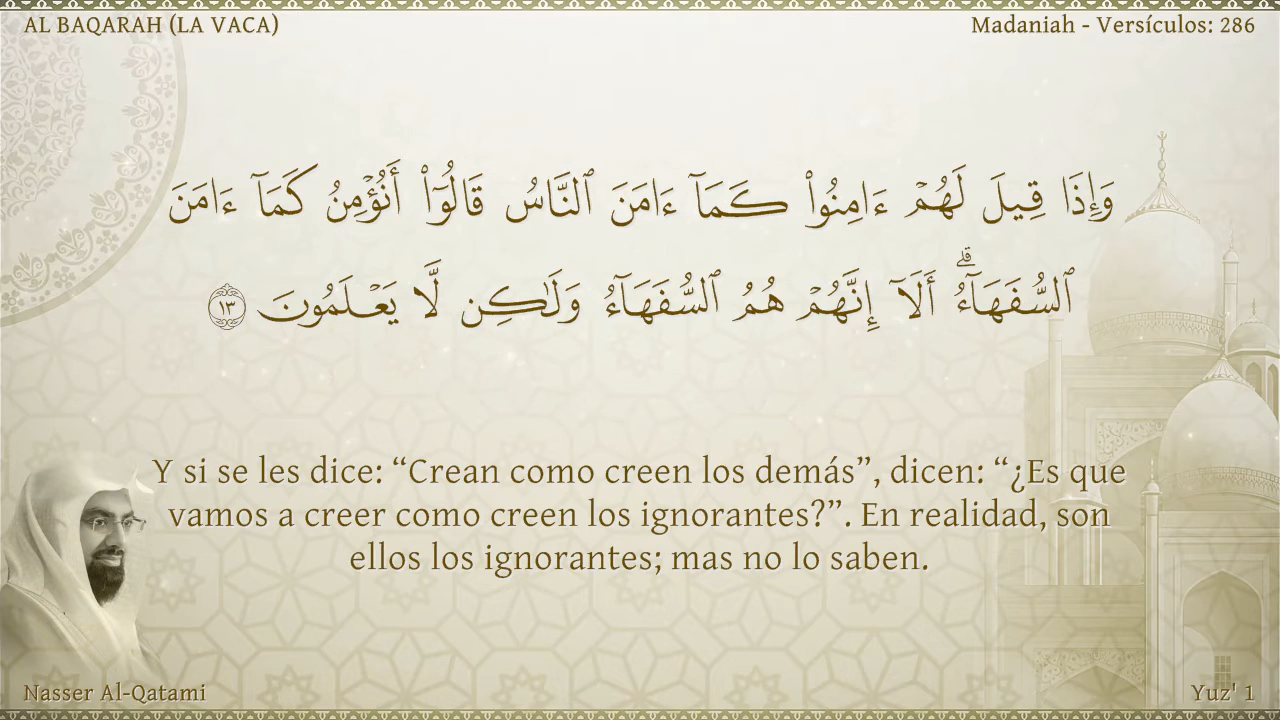 AL BAQARAH (LA VACA)
Madaniah - Versículos: 286
وَإِذَا قِيلَ لَهُمْ ءَامِنُوا۟ كَمَآ ءَامَنَ ٱلنَّاسُ قَالُوٓا۟ أَنُؤْمِنُ كَمَآ ءَامَنَ
ٱلسُّفَهَآءُ ۗ أَلَآ إِنَّهُمْ هُمُ ٱلسُّفَهَآءُ وَلَـٰكِن لَّا يَعْلَمُونَ ١٣
Y si se les dice: “Crean como creen los demás”, dicen: “¿Es que
vamos a creer como creen los ignorantes?”. En realidad, son
ellos los ignorantes; mas no lo saben.
Nasser Al-Qatami
Yuz' 1